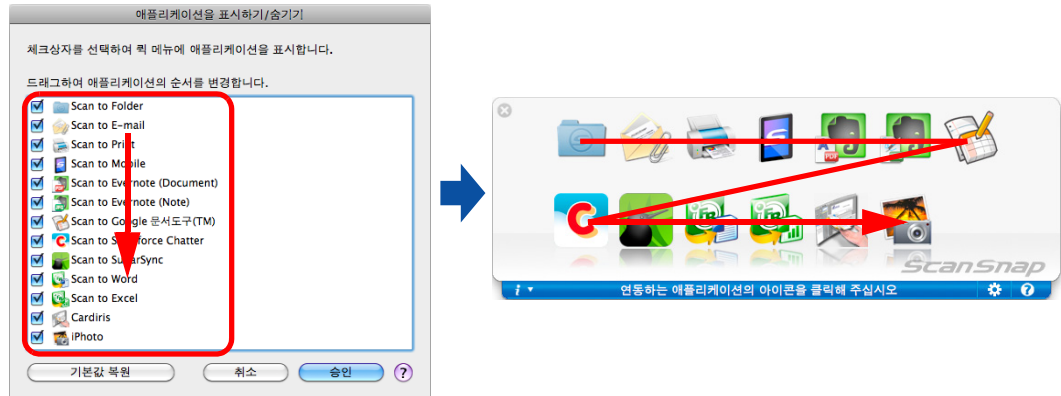 애플리케이션을 표시하기/숨기기
체크상자를 선택하여 퀵 메뉴에 애플리케이션을 표시합니다.
드래그하여 애플리케이션의 순서를 변경합니다.
Scan to Folder
Scan to E-mail
Scan to Print
Scan to Mobile
Scan to Evernote (Document)
Scan to Evernote (Note)
Scan to Google 문서도구(TM)
Scan to Salesforce Chatter
Scan to SugarSync
Scan to Word
Scan to Excel
Cardiris
iPhoto
기본값 복원
취소
승인
?
A
PDF
S
C
ScanSnap
i
연동하는 애플리케이션의 아이콘을 클릭해 주십시오
?